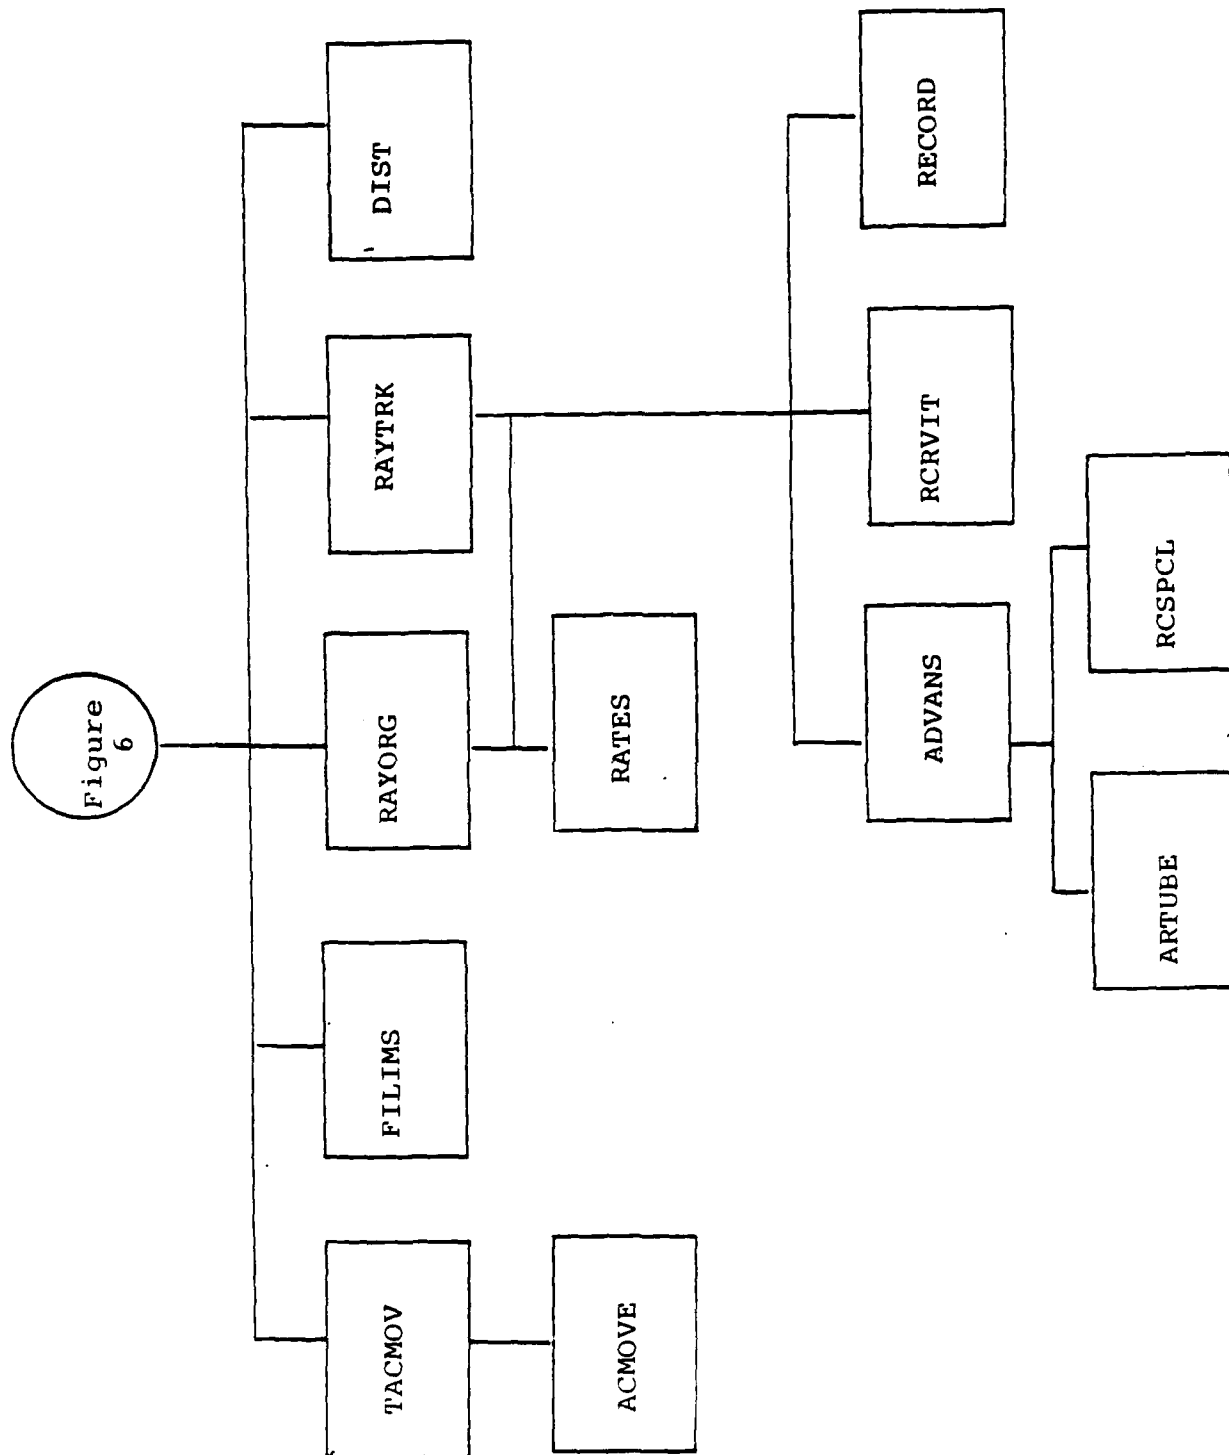 Figure
6
TACMOV
FILIMS
RAYORG
RAYTRK
DIST
ACMOVE
RATES
ADVANS
RCRVIT
RECORD
ARTUBE
RCSPCL